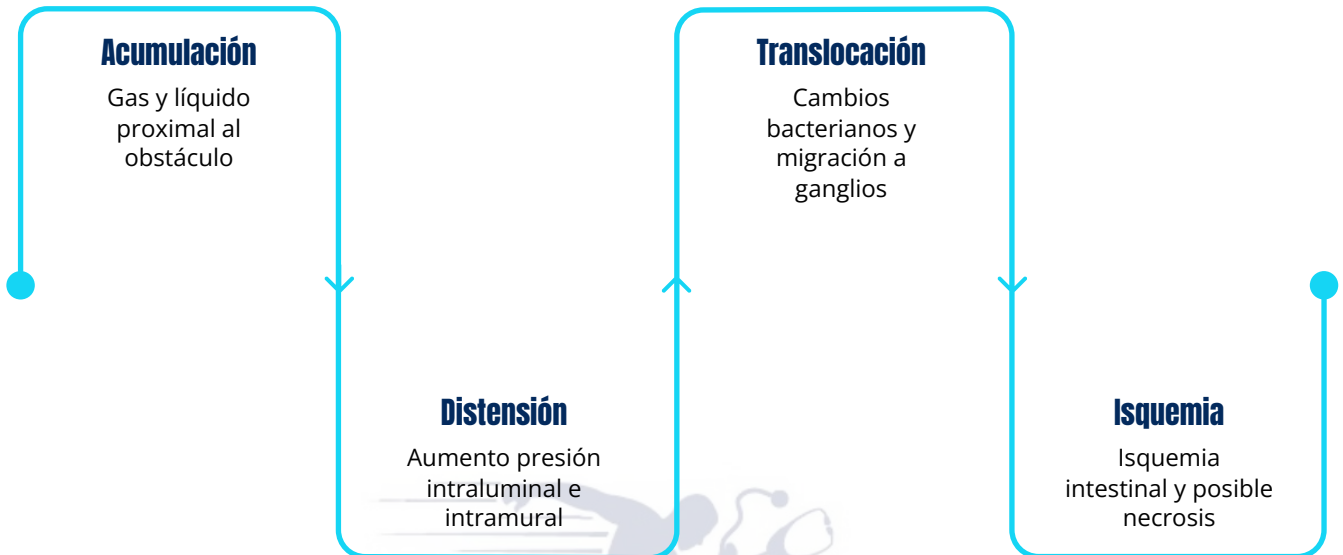 Acumulación
Gas y líquido
proximal al
obstáculo
Distensión
Aumento presión
intraluminal e
intramural
Translocación
Cambios
bacterianos y
migración a
ganglios
Isquemia
Isquemia
intestinal y posible
necrosis